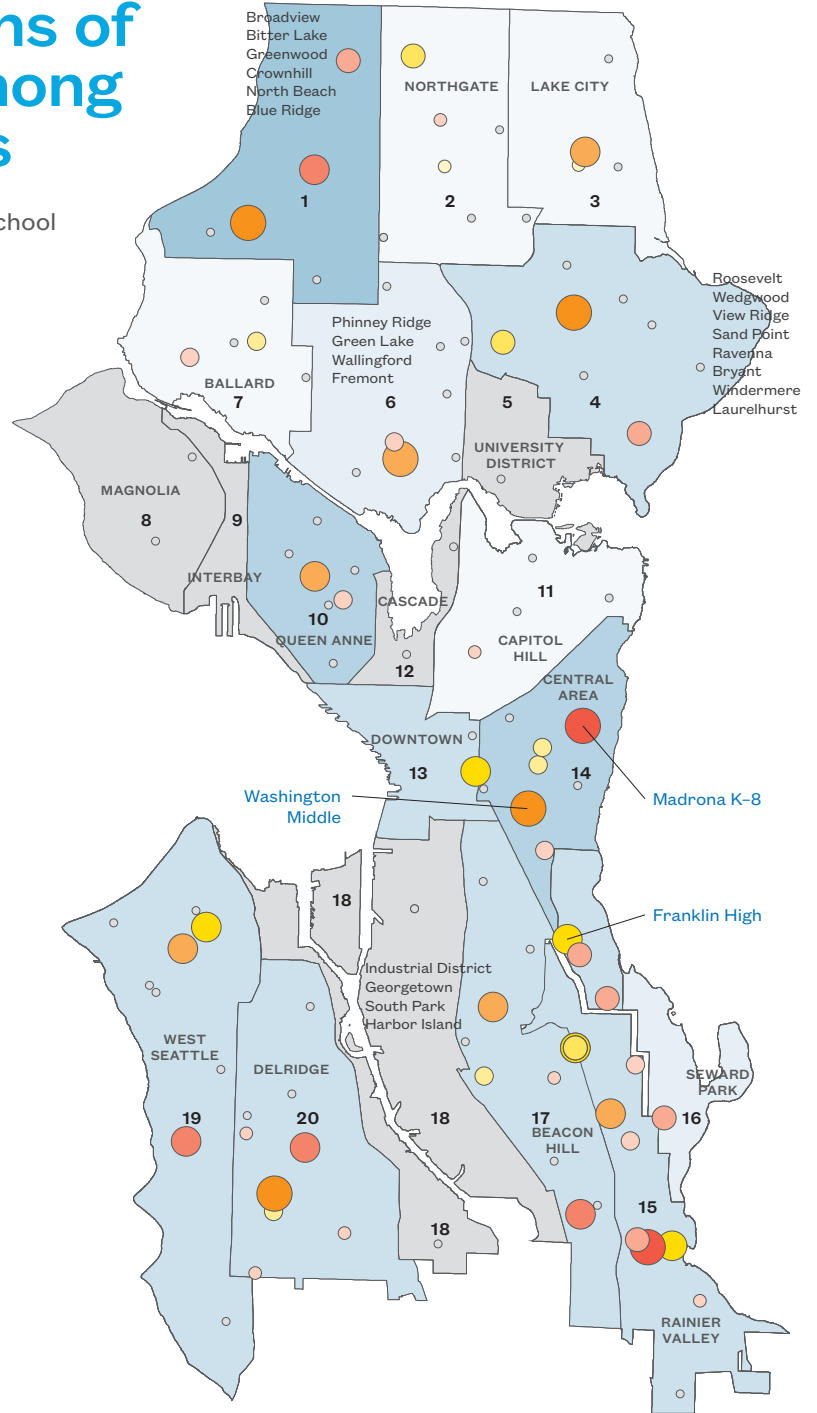 ns of
nong
s
chool
Broadview
Bitter Lake
Greenwood
Crownhill
North Beach
Blue Ridge
1
NORTHGATE
2
LAKE CITY
3
Roosevelt
Wedgwood
View Ridge
Sand Point
Ravenna
Bryant
Windermere
Laurelhurst
4
Phinney Ridge
Green Lake
Wallingford
Fremont
6
BALLARD
7
5
UNIVERSITY
DISTRICT
MAGNOLIA
8
9
INTERBAY
10
QUEEN ANNE
CASCADE
12
11
CAPITOL
HILL
CENTRAL
AREA
14
DOWNTOWN
13
Washington
Middle
Madrona K–8
Franklin High
18
Industrial District
Georgetown
South Park
Harbor Island
WEST
SEATTLE
19
DELRIDGE
20
18
17
BEACON
HILL
SEWARD
PARK
16
15
18
RAINIER
VALLEY